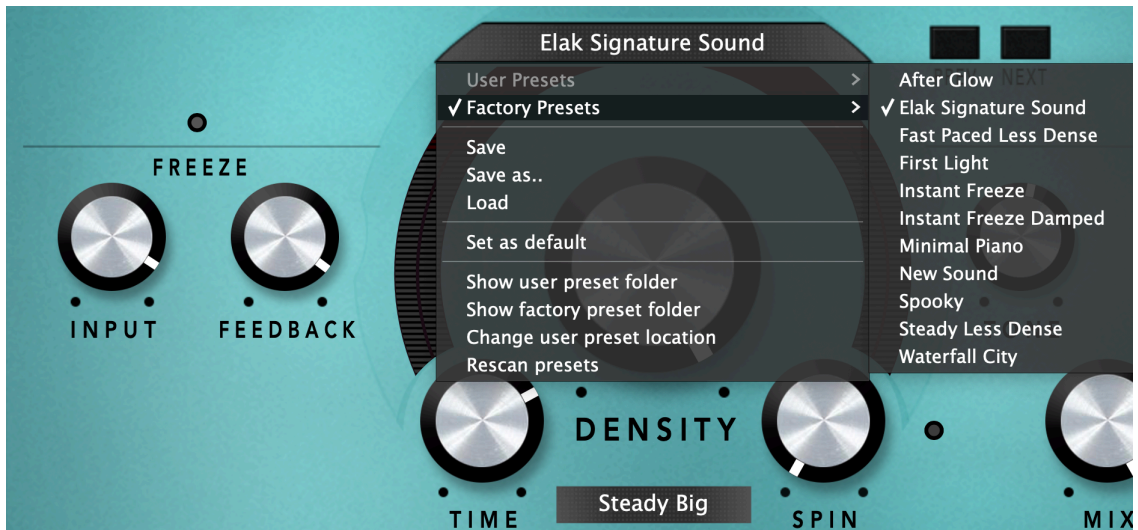 Elak Signature Sound
User Presets
Factory Presets
Save
Save as..
Load
Set as default
Show user preset folder
Show factory preset folder
Change user preset location
Rescan presets
NEXT
After Glow
Elak Signature Sound
Fast Paced Less Dense
First Light
Instant Freeze
Instant Freeze Damped
Minimal Piano
New Sound
Spooky
Steady Less Dense
Waterfall City
FREEZE
INPUT
FEEDBACK
DENSITY
Steady Big
TIME
SPIN
MIX